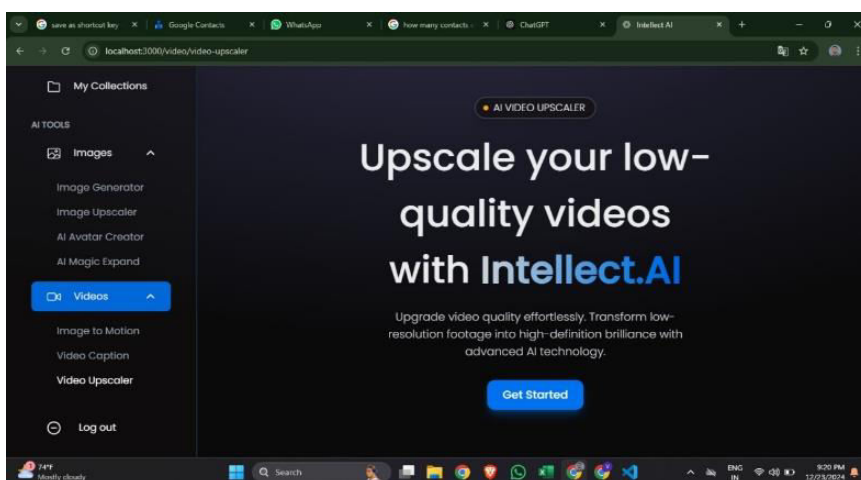 save as shortcut key
Google Contacts
WhatsApp
how many contacts
ChatGPT
Intellect AI
localhost:3000/video/video-upscaler
My Collections
AI TOOLS
Images
Image Generator
Image Upscaler
AI Avatar Creator
AI Magic Expand
Videos
Image to Motion
Video Caption
Video Upscaler
Log out
AI VIDEO UPSCALER
Upscale your low-
quality videos
with Intellect.AI
Upgrade video quality effortlessly. Transform low-
resolution footage into high-definition brilliance with
advanced AI technology.
Get Started
74°F
Mostly cloudy
Search
ENG
IN
9:20 PM
12/23/2024